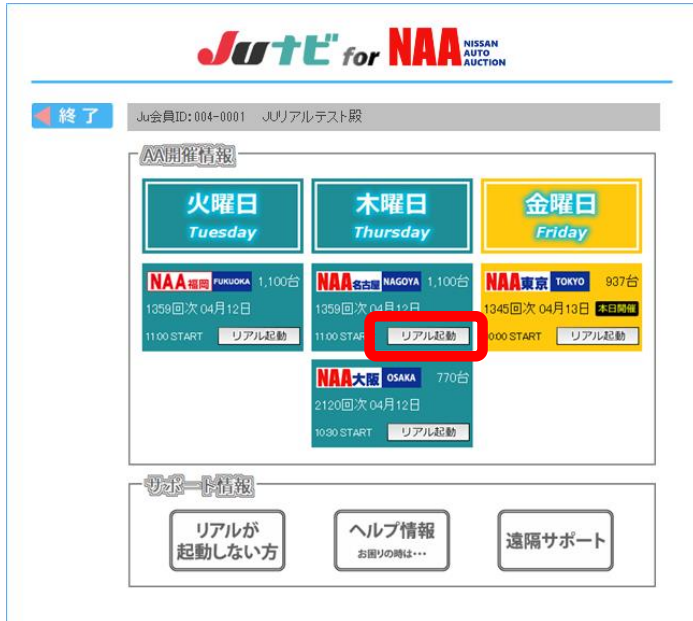 Juナビ for NAA NISSAN AUTO AUCTION
終了
Ju会員ID:004-0001 JUリアルテスト殿
AA開催情報
火曜日
Tuesday
木曜日
Thursday
金曜日
Friday
NAA福岡 FUKUOKA 1,100台
1359回次 04月12日
11:00 START リアル起動
NAA名古屋 NAGOYA 1,100台
1359回次 04月12日
11:00 START リアル起動
NAA東京 TOKYO 937台
1345回次 04月13日 本日開催
START リアル起動
NAA大阪 OSAKA 770台
2120回次 04月12日
10:30 START リアル起動
サポート情報
リアルが
起動しない方
ヘルプ情報
お困りの時は・・・
遠隔サポート